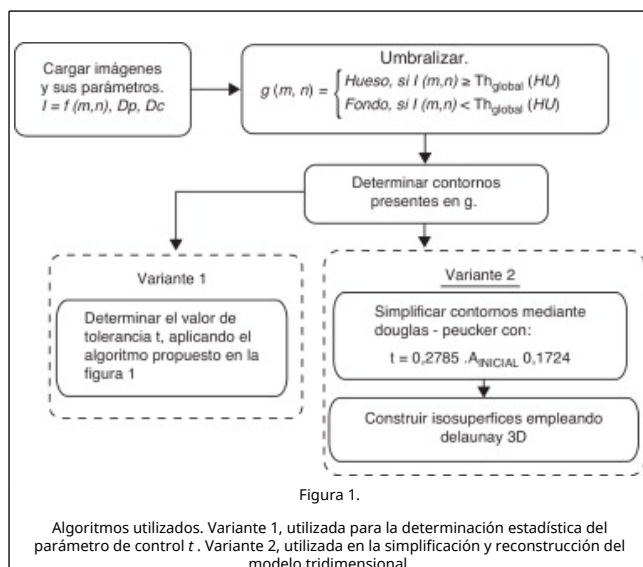 Cargar imágenes
y sus parámetros.
I = f (m,n), Dp, Dc
Umbralizar.
g (m, n) = { Hueso, si I (m,n) ≥ Th_global (HU)
Fondo, si I (m,n) < Th_global (HU)
Determinar contornos
presentes en g.
Variante 1
Determinar el valor de
tolerancia t, aplicando el
algoritmo propuesto en la
figura 1
Variante 2
Simplificar contornos mediante
douglas - peucker con:
t = 0,2785 .A_INICIAL 0,1724
Construir isosuperfices empleando
delaunay 3D
Figura 1.
Algoritmos utilizados. Variante 1, utilizada para la determinación estadística del
parámetro de control t . Variante 2, utilizada en la simplificación y reconstrucción del
modelo tridimensional